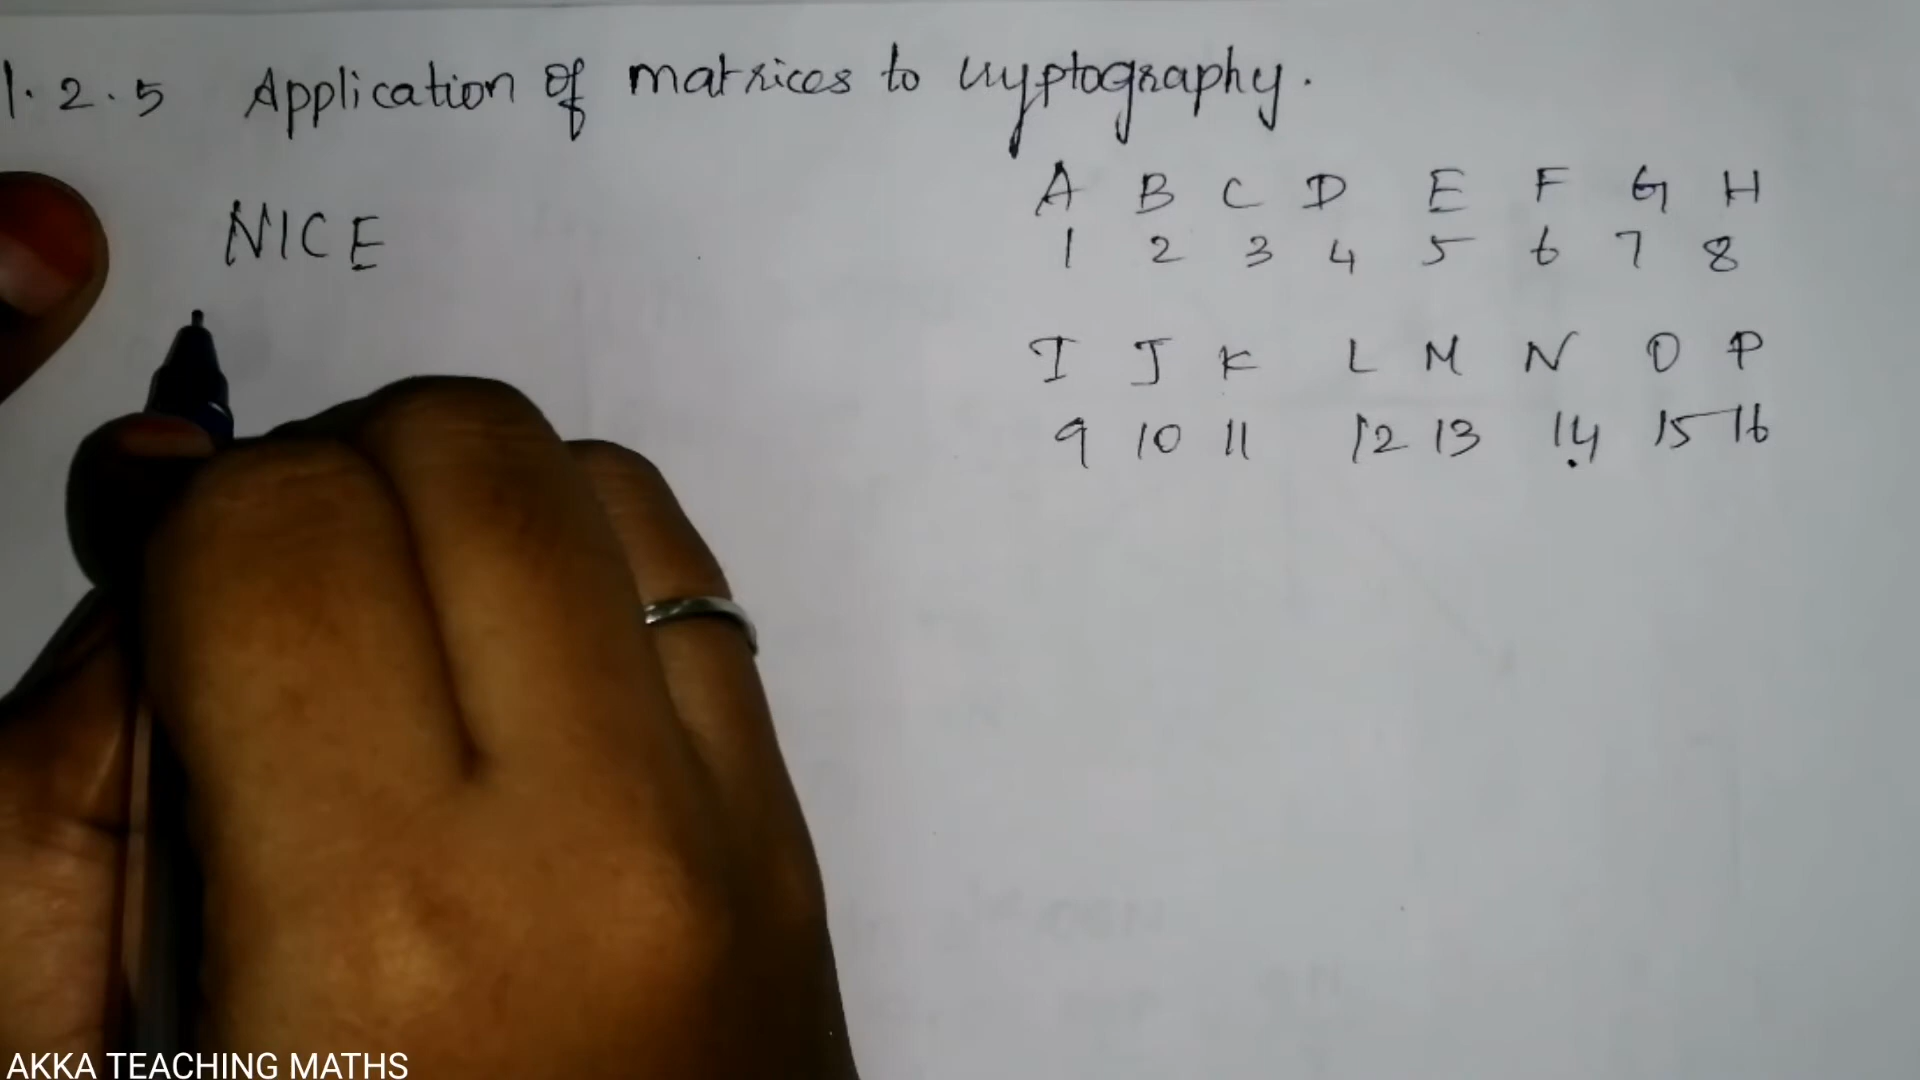 1.2.5 Application of matrices to cryptography.
NICE
A B C D E F G H
1 2 3 4 5 6 7 8
I J K L M N O P
9 10 11 12 13 14 15 16
AKKA TEACHING MATHS